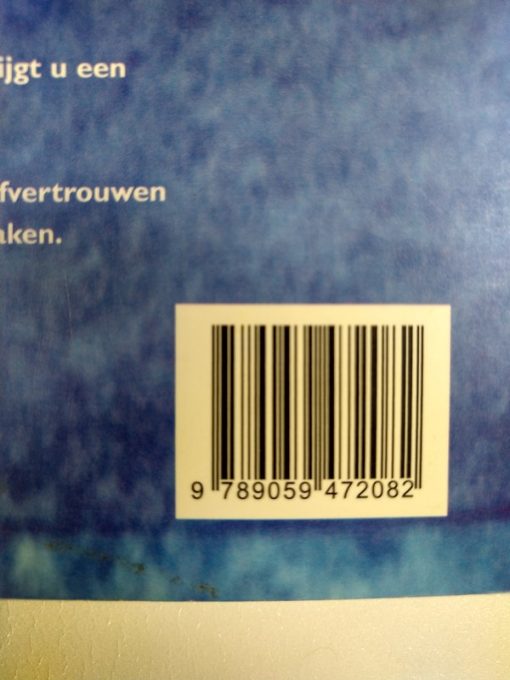 ijgt u een
fvertrouwen
aken.
9 789059 472082